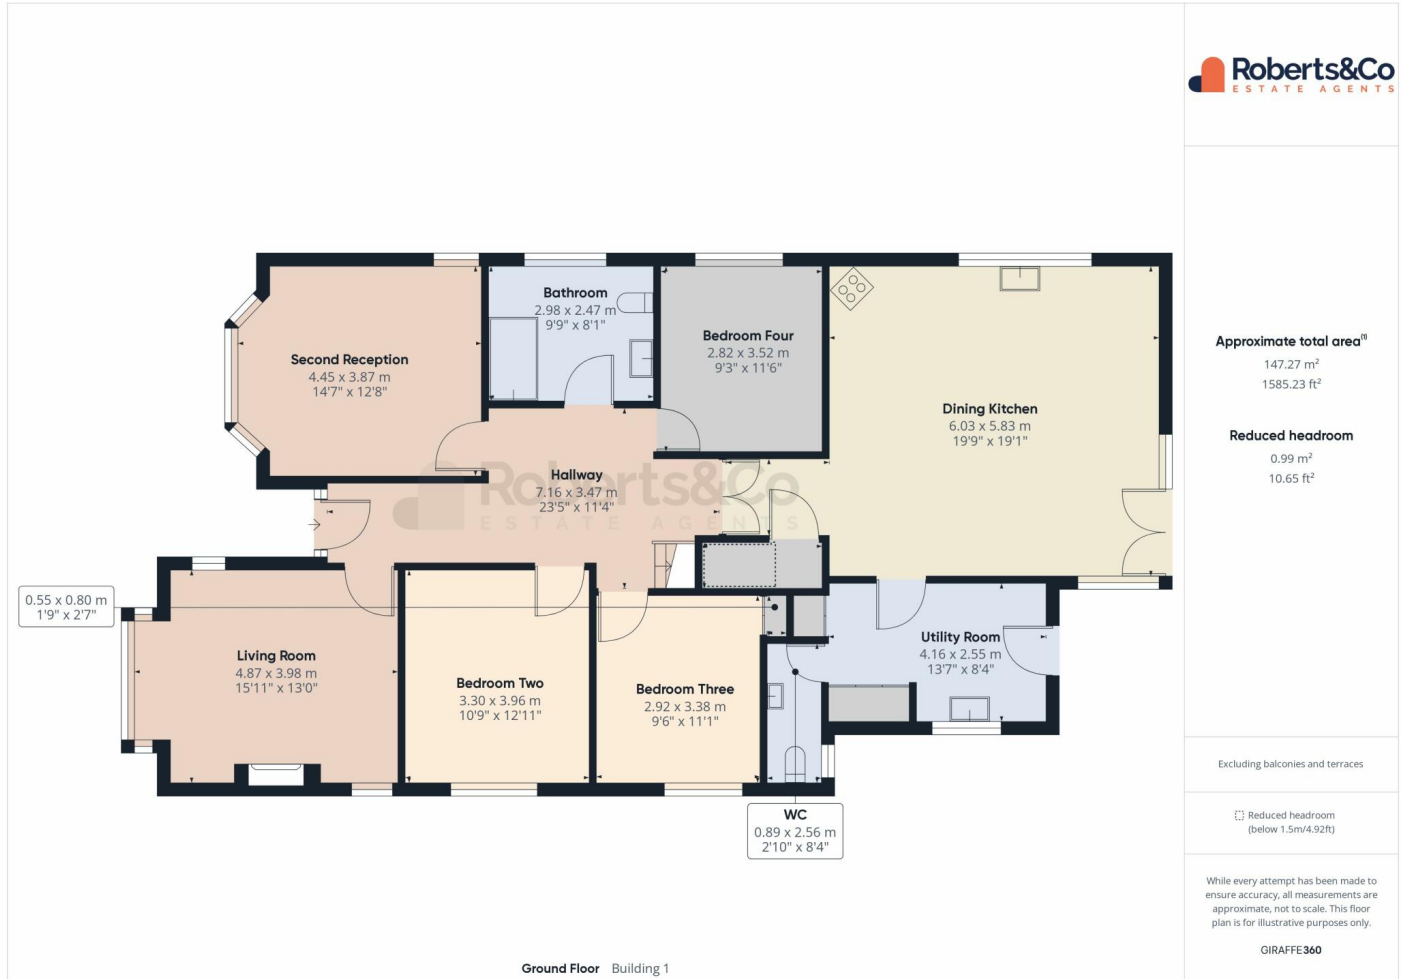 Roberts&Co
ESTATE AGENTS
Second Reception
4.45 x 3.87 m
14'7" x 12'8"
Bathroom
2.98 x 2.47 m
9'9" x 8'1"
Bedroom Four
2.82 x 3.52 m
9'3" x 11'6"
Dining Kitchen
6.03 x 5.83 m
19'9" x 19'1"
Hallway
7.16 x 3.47 m
23'5" x 11'4"
Roberts&Co
ESTATE AGENTS
0.55 x 0.80 m
1'9" x 2'7"
Living Room
4.87 x 3.98 m
15'11" x 13'0"
Bedroom Two
3.30 x 3.96 m
10'9" x 12'11"
Bedroom Three
2.92 x 3.38 m
9'6" x 11'1"
Utility Room
4.16 x 2.55 m
13'7" x 8'4"
WC
0.89 x 2.56 m
2'10" x 8'4"
Ground Floor Building 1
Approximate total area(1)
147.27 m²
1585.23 ft²
Reduced headroom
0.99 m²
10.65 ft²
Excluding balconies and terraces
Reduced headroom
(below 1.5m/4.92ft)
While every attempt has been made to
ensure accuracy, all measurements are
approximate, not to scale. This floor
plan is for illustrative purposes only.
GIRAFFE360